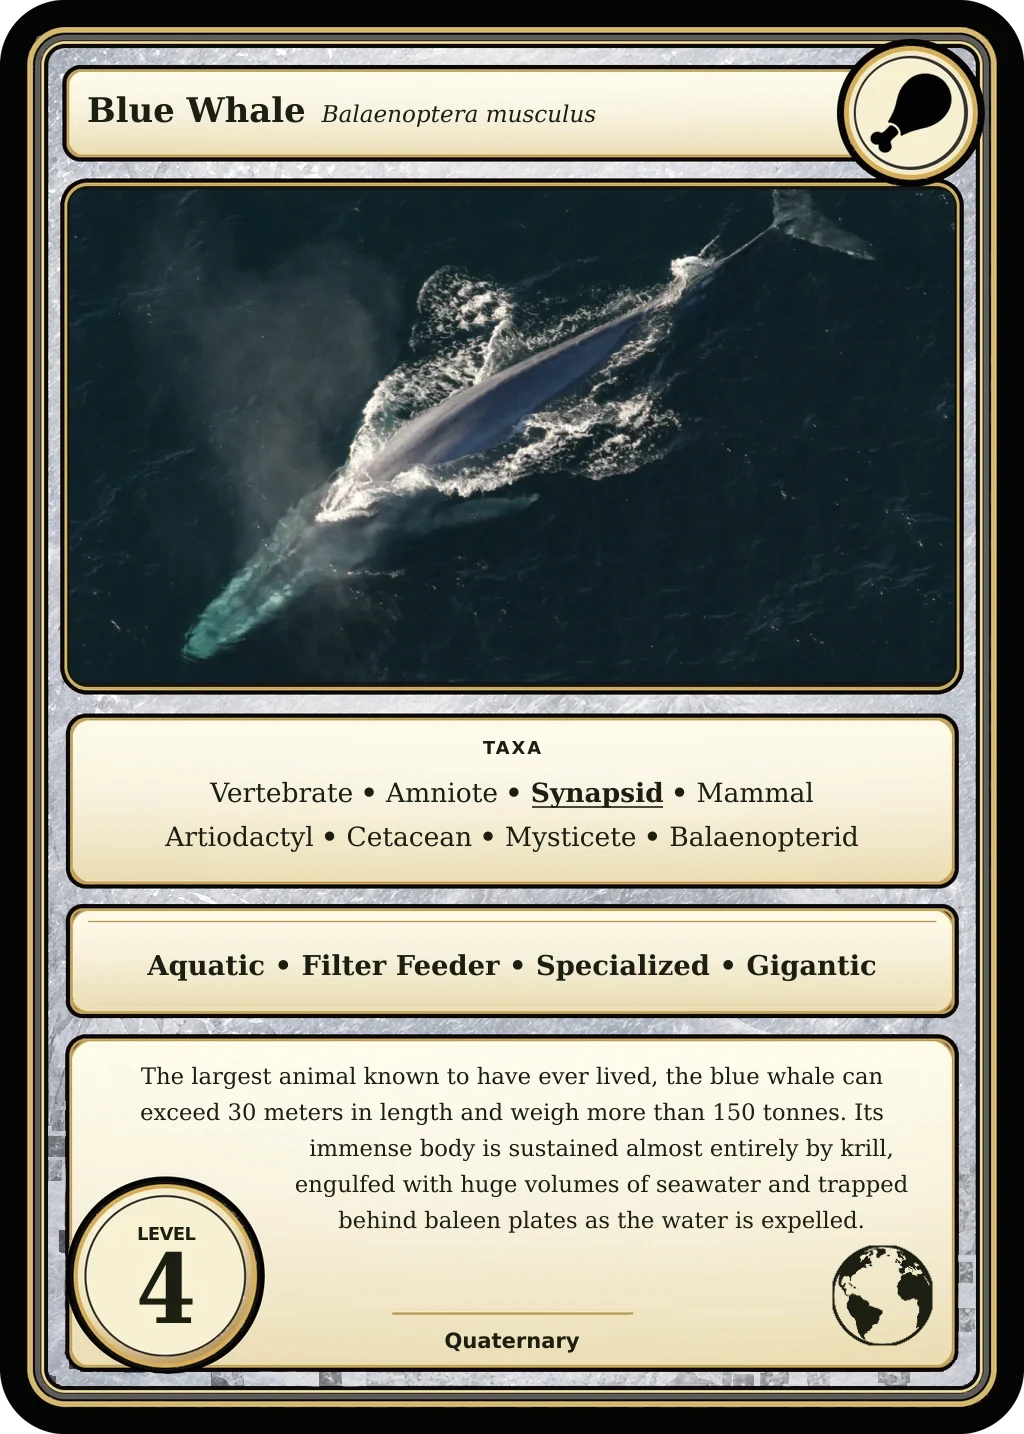 Blue Whale Balaenoptera musculus
TAXA
Vertebrate • Amniote • Synapsid • Mammal
Artiodactyl • Cetacean • Mysticete • Balaenopterid
Aquatic • Filter Feeder • Specialized • Gigantic
The largest animal known to have ever lived, the blue whale can
exceed 30 meters in length and weigh more than 150 tonnes. Its
immense body is sustained almost entirely by krill,
engulfed with huge volumes of seawater and trapped
behind baleen plates as the water is expelled.
LEVEL
4
Quaternary